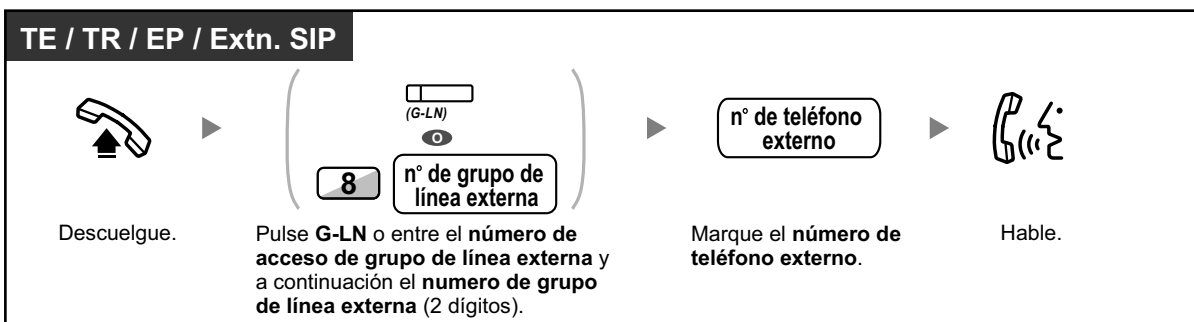 TE / TR / EP / Extn. SIP
(G-LN)
O
8
n° de grupo de
línea externa
n° de teléfono
externo
Descuelgue.
Pulse G-LN o entre el número de
acceso de grupo de línea externa y
a continuación el numero de grupo
de línea externa (2 dígitos).
Marque el número de
teléfono externo.
Hable.